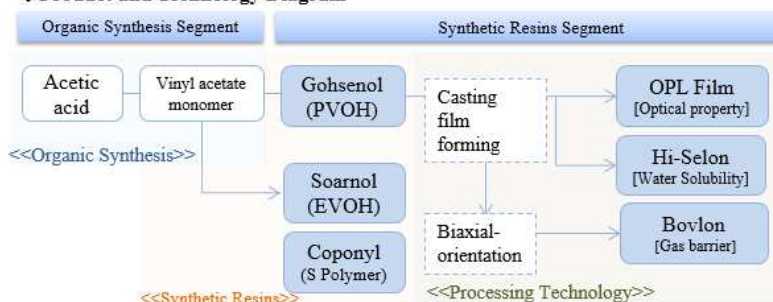 Organic Synthesis Segment
Synthetic Resins Segment
Acetic
acid
Vinyl acetate
monomer
Gohsenol
(PVOH)
Casting
film
forming
OPL Film
[Optical property]
<<Organic Synthesis>>
Hi-Selon
[Water Solubility]
Soarnol
(EVOH)
Biaxial-
orientation
Bovlon
[Gas barrier]
Coponyl
(S Polymer)
<<Synthetic Resins>>
<<Processing Technology>>